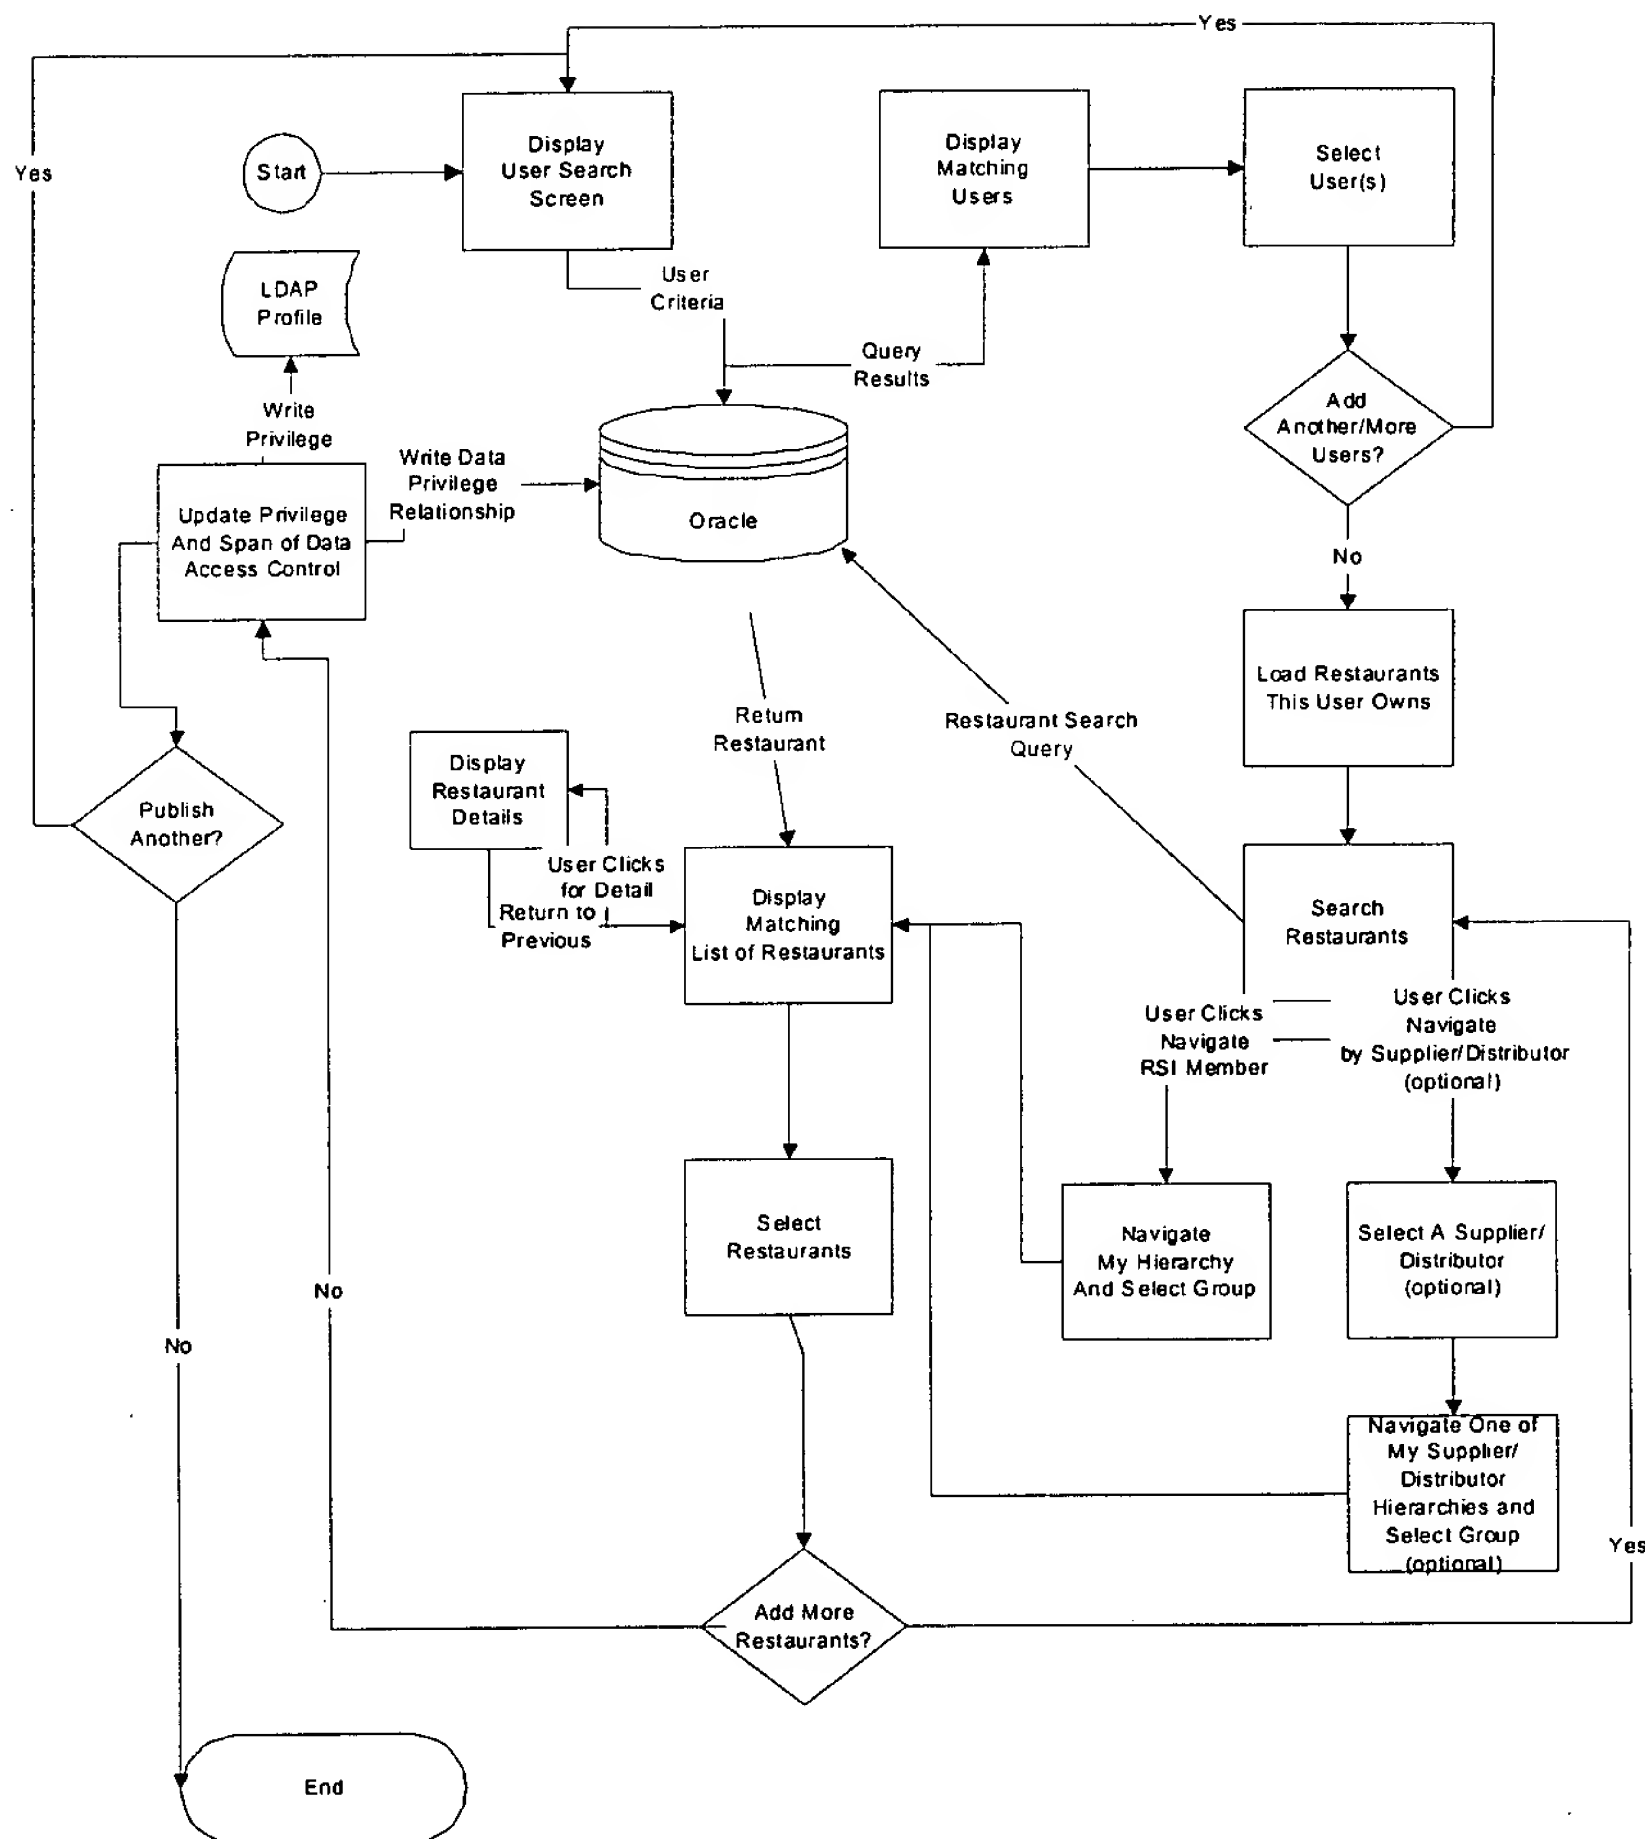 Yes
Yes
Start
Display
User Search
Screen
Display
Matching
Users
Select
User(s)
LDAP
Profile
User
Criteria
Query
Results
Write
Privilege
Write Data
Privilege
Relationship
Add
Another/More
Users?
Update Privilege
And Span of Data
Access Control
Oracle
No
Load Restaurants
This User Owns
Return
Restaurant
Restaurant Search
Query
Display
Restaurant
Details
Publish
Another?
User Clicks
for Detail
Return to
Previous
Display
Matching
List of Restaurants
Search
Restaurants
User Clicks
Navigate
RSI Member
User Clicks
Navigate
by Supplier/Distributor
(optional)
Select
Restaurants
Navigate
My Hierarchy
And Select Group
Select A Supplier/
Distributor
(optional)
No
No
Navigate One of
My Supplier/
Distributor
Hierarchies and
Select Group
(optional)
Yes
Add More
Restaurants?
End